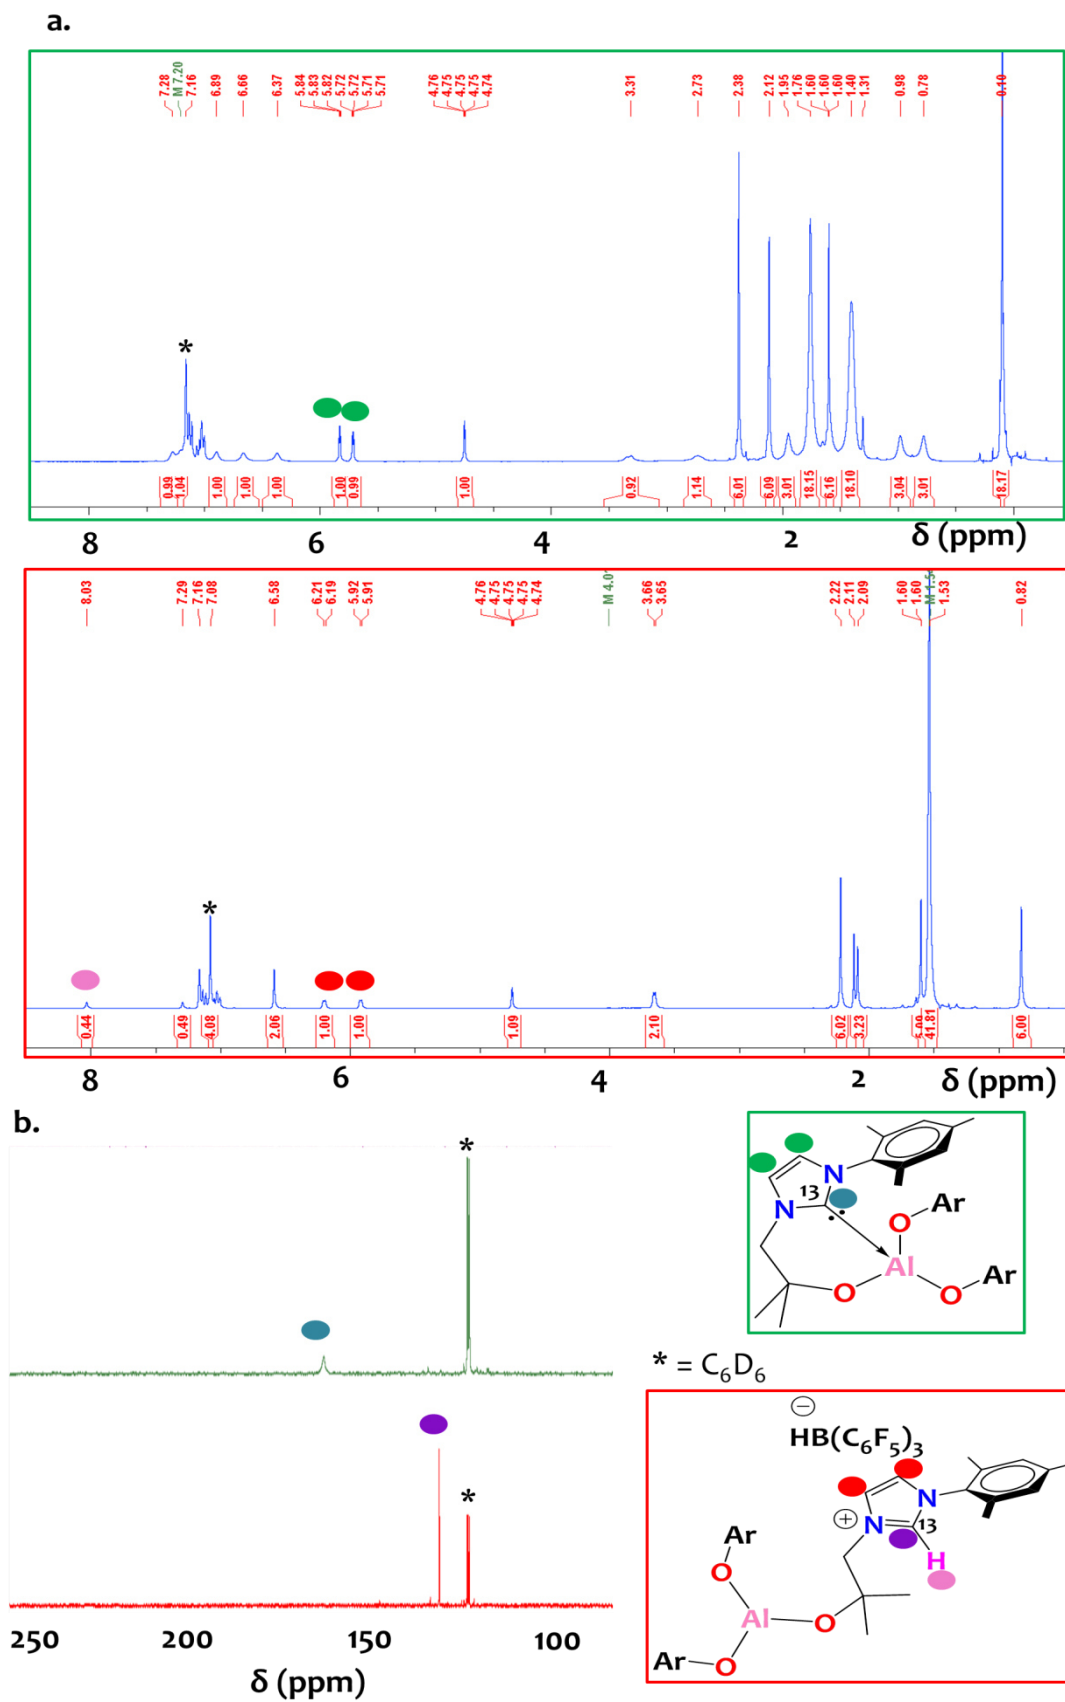 a.
7.28 M 7.20 7.16 6.89 6.66 6.37 5.84 5.83 5.82 5.72 5.72 5.71 5.71 4.76 4.75 4.75 4.75 4.74 3.31 2.73 2.38 2.12 1.95 1.76 1.60 1.60 1.60 1.40 1.31 0.98 0.78 0.10
*
0.99 1.04 1.00 1.00 1.00 1.00 0.99 1.00 0.92 1.14 6.01 6.09 3.01 18.15 6.16 18.10 3.04 3.01 18.17
8 6 4 2 δ (ppm)
8.03 7.29 7.16 7.08 6.58 6.21 6.19 5.92 5.91 4.76 4.75 4.75 4.75 4.74 3.66 3.65 2.22 2.11 2.09 1.60 1.60 1.53 0.82
*
0.44 0.49 4.08 2.06 1.00 1.00 1.09 2.10 6.02 3.23 41.81 6.00
8 6 4 2 δ (ppm)
b.
*
*
250 200 150 100
δ (ppm)
N
13
N
O Ar
Al
O O Ar
* = C₆D₆
⊖
HB(C₆F₅)₃
N
⊕ N 13
H
Ar
O
Al O
Ar O